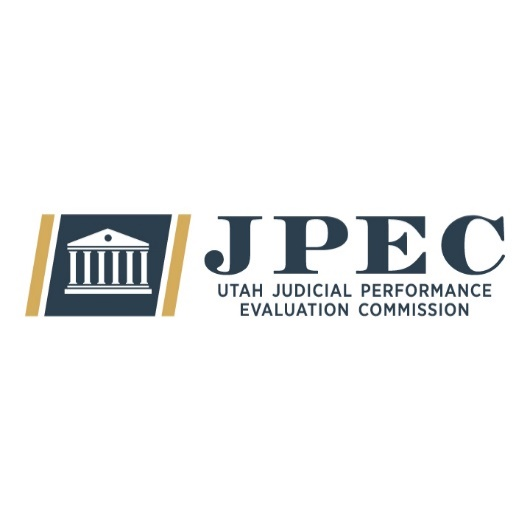 JPEC
UTAH JUDICIAL PERFORMANCE
EVALUATION COMMISSION